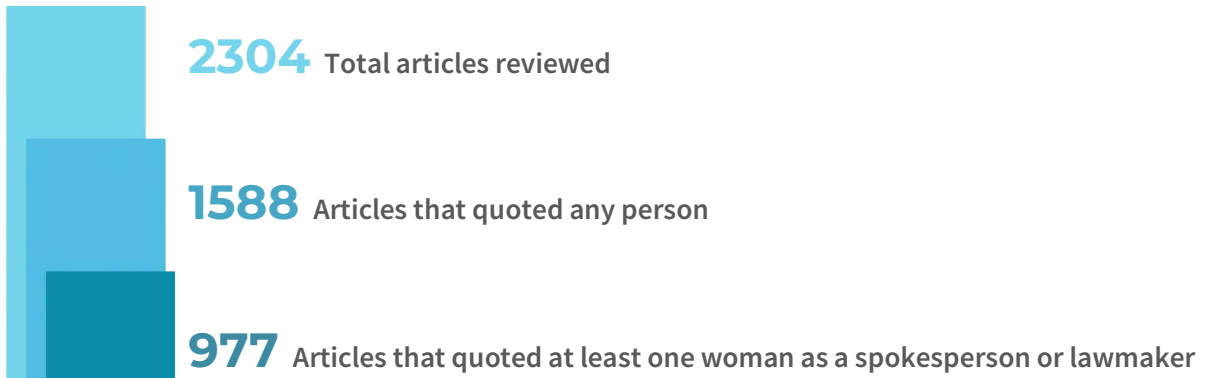 2304 Total articles reviewed
1588 Articles that quoted any person
977 Articles that quoted at least one woman as a spokesperson or lawmaker